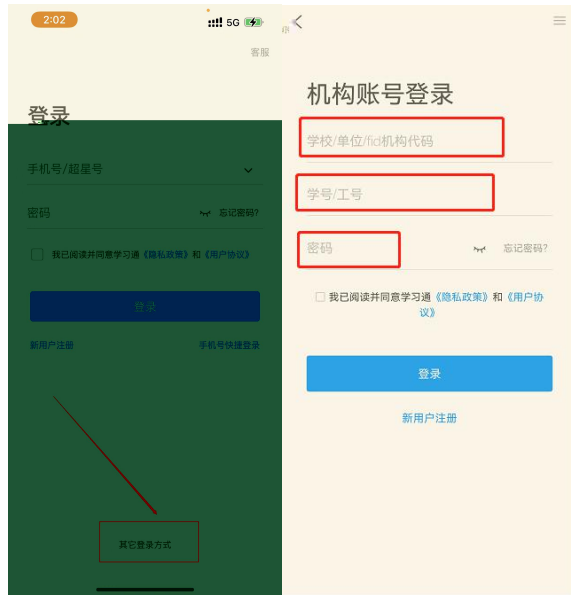 2:02
5G
客服
登录
手机号/超星号
密码
忘记密码?
我已阅读并同意学习通《隐私政策》和《用户协议》
登录
新用户注册
手机号快捷登录
其它登录方式
机构账号登录
学校/单位/fid机构代码
学号/工号
密码
忘记密码?
我已阅读并同意学习通《隐私政策》和《用户协
议》
登录
新用户注册